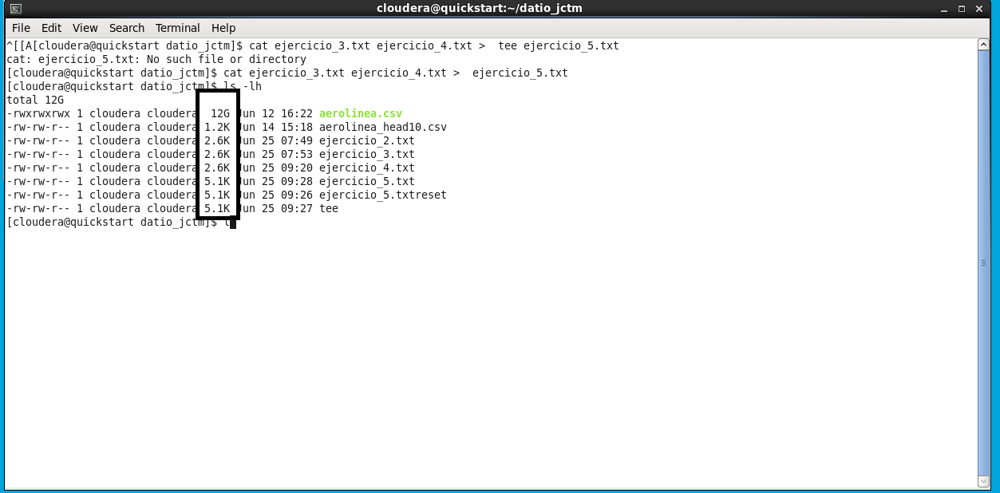 cloudera@quickstart:~/datio_jctm
File Edit View Search Terminal Help
^[[A[cloudera@quickstart datio_jctm]$ cat ejercicio_3.txt ejercicio_4.txt >  tee ejercicio_5.txt
cat: ejercicio_5.txt: No such file or directory
[cloudera@quickstart datio_jctm]$ cat ejercicio_3.txt ejercicio_4.txt >  ejercicio_5.txt
[cloudera@quickstart datio_jctm]$ ls -lh
total 12G
-rwxrwxrwx 1 cloudera cloudera  12G Jun 12 16:22 aerolinea.csv
-rw-rw-r-- 1 cloudera cloudera 1.2K Jun 14 15:18 aerolinea_head10.csv
-rw-rw-r-- 1 cloudera cloudera 2.6K Jun 25 07:49 ejercicio_2.txt
-rw-rw-r-- 1 cloudera cloudera 2.6K Jun 25 07:53 ejercicio_3.txt
-rw-rw-r-- 1 cloudera cloudera 2.6K Jun 25 09:20 ejercicio_4.txt
-rw-rw-r-- 1 cloudera cloudera 5.1K Jun 25 09:28 ejercicio_5.txt
-rw-rw-r-- 1 cloudera cloudera 5.1K Jun 25 09:26 ejercicio_5.txtreset
-rw-rw-r-- 1 cloudera cloudera 5.1K Jun 25 09:27 tee
[cloudera@quickstart datio_jctm]$ l